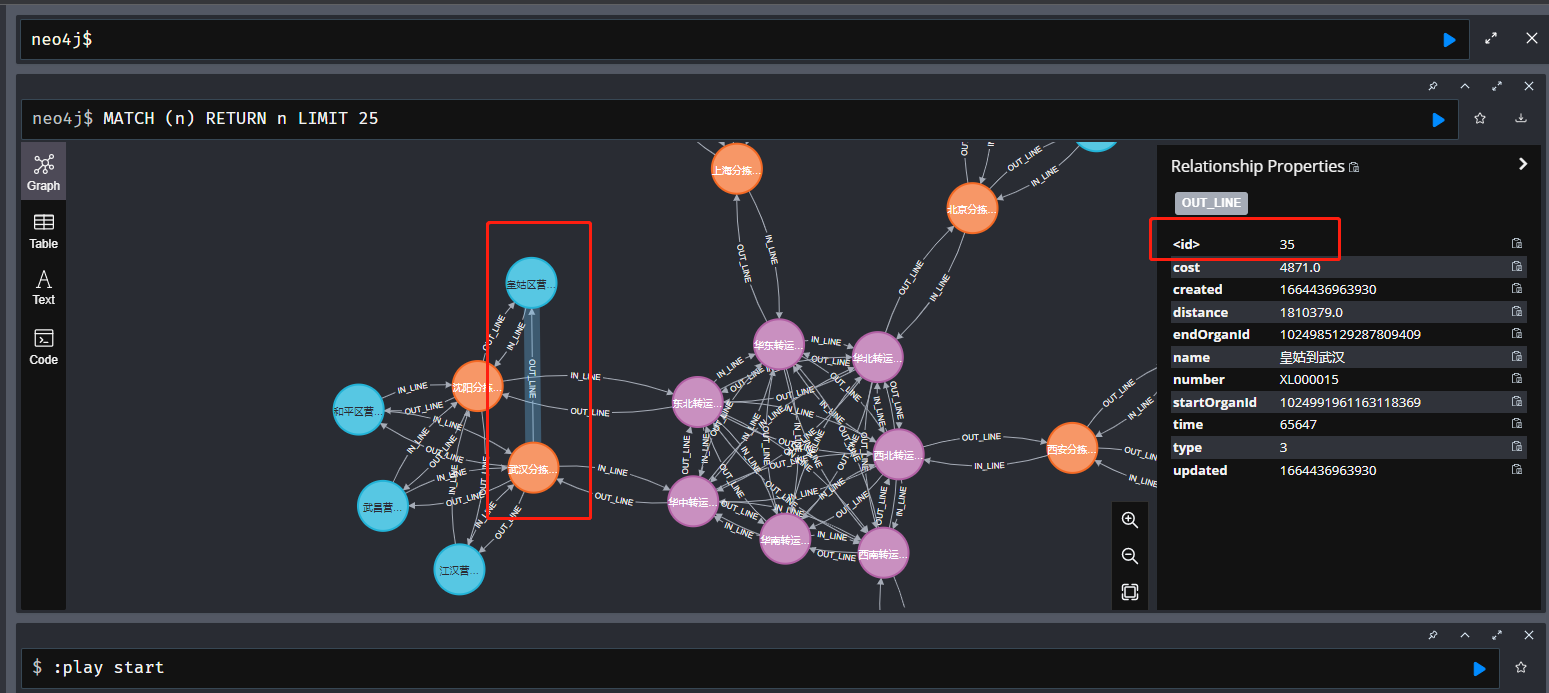 neo4j$
neo4j$ MATCH (n) RETURN n LIMIT 25
Graph
Table
Text
Code
上海分拣...
北京分拣...
皇姑区营...
沈阳分拣...
和平区营...
武汉分拣...
武昌营...
江汉营...
华东转运...
华北转运...
东北转运...
西北转运...
华中转运...
华南转运...
西南转运...
西安分拣...
OUT_LINE
IN_LINE
Relationship Properties
OUT_LINE
<id> 35
cost 4871.0
created 1664436963930
distance 1810379.0
endOrganId 1024985129287809409
name 皇姑到武汉
number XL000015
startOrganId 1024991961163118369
time 65647
type 3
updated 1664436963930
$ :play start